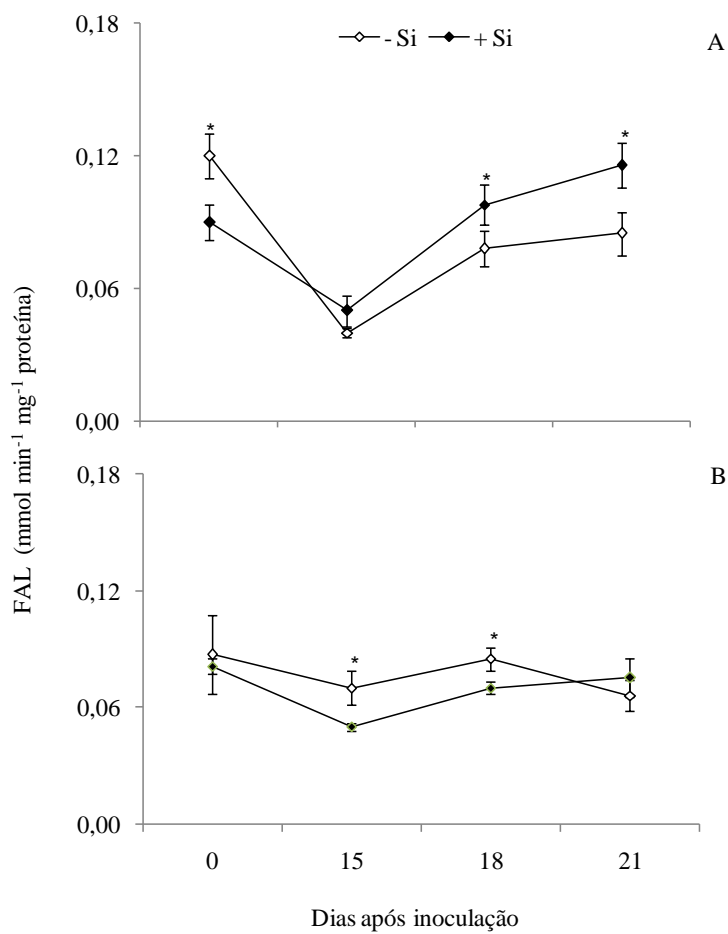 0,18
- Si + Si
A
*
*
*
0,12
0,06
0,00
FAL (mmol min⁻¹ mg⁻¹ proteína)
0,18
B
0,12
*
*
0,06
0,00
0 15 18 21
Dias após inoculação